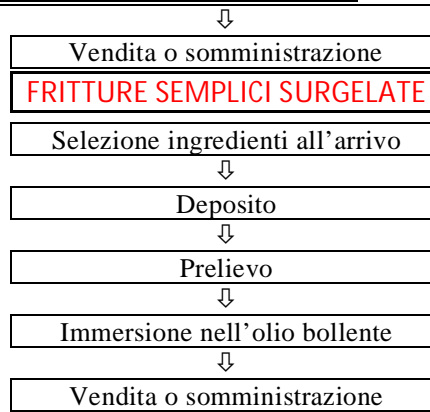 ⇩
Vendita o somministrazione
FRITTURE SEMPLICI SURGELATE
Selezione ingredienti all'arrivo
⇩
Deposito
⇩
Prelievo
⇩
Immersione nell'olio bollente
⇩
Vendita o somministrazione